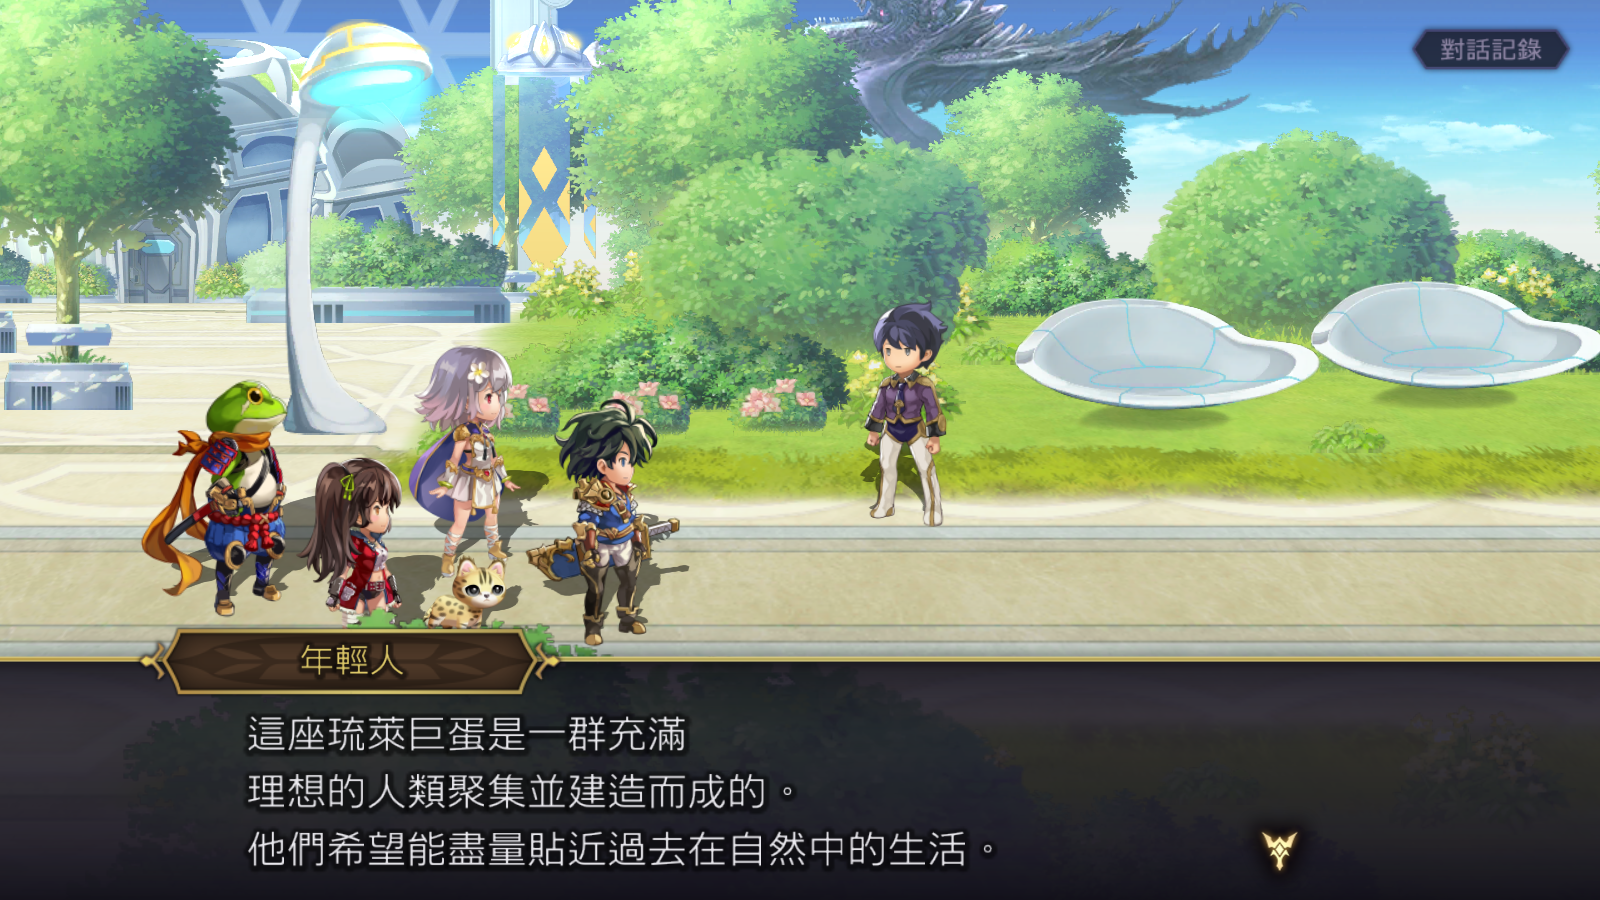 對話記錄
年輕人
這座琉萊巨蛋是一群充滿
理想的人類聚集並建造而成的。
他們希望能盡量貼近過去在自然中的生活。